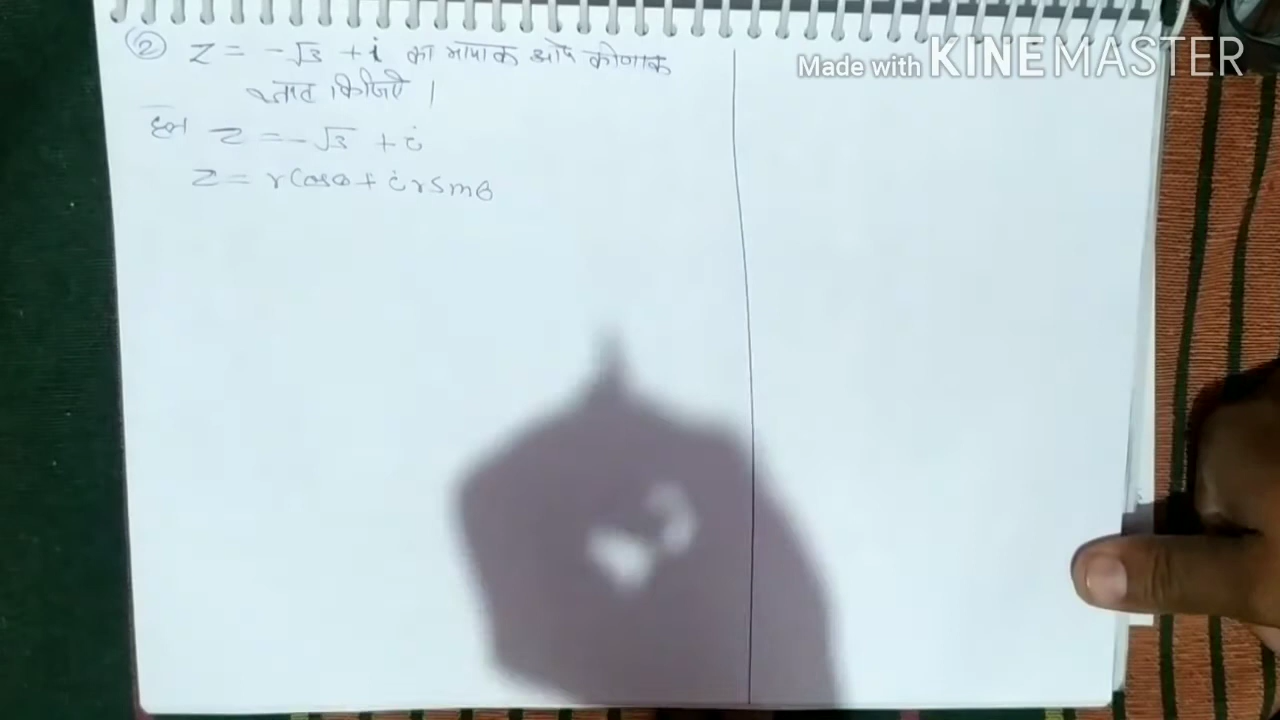 ② Z = -√3 + i का मापांक और कोणांक
ज्ञात किजिए ।
हल Z = -√3 + i
Z = r Cosθ + i r Sinθ
Made with KINEMASTER